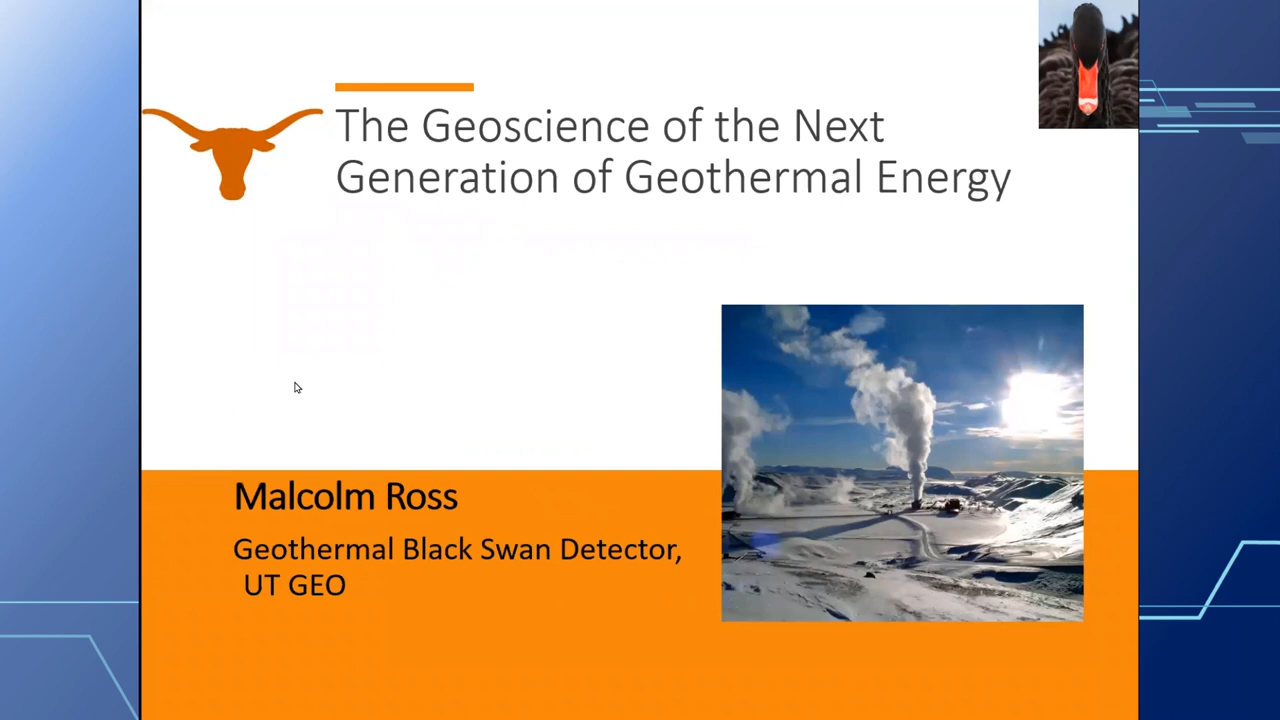 The Geoscience of the Next
Generation of Geothermal Energy
Malcolm Ross
Geothermal Black Swan Detector,
UT GEO